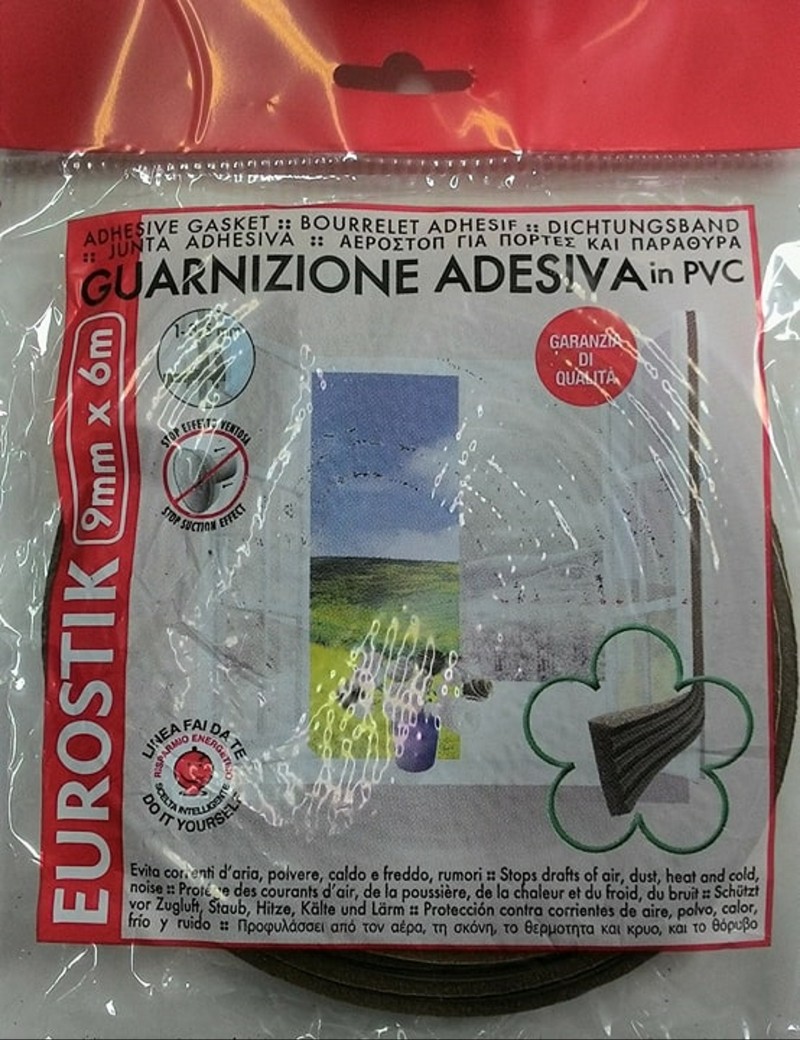 ADHESIVE GASKET :: BOURRELET ADHESIF :: DICHTUNGSBAND
:: JUNTA ADHESIVA :: ΑΕΡΟΣΤΟΠ ΓΙΑ ΠΟΡΤΕΣ ΚΑΙ ΠΑΡΑΘΥΡΑ
GUARNIZIONE ADESIVA in PVC
EUROSTIK 9mm x 6m
GARANZIA
DI
QUALITÀ
STOP EFFETTO VENTOSA
STOP SUCTION EFFECT
LINEA FAI DA TE
RISPARMIO ENERGETICO
SCELTA INTELLIGENTE
DO IT YOURSELF
Evita correnti d'aria, polvere, caldo e freddo, rumori :: Stops drafts of air, dust, heat and cold,
noise :: Protége des courants d'air, de la poussière, de la chaleur et du froid, du bruit :: Schützt
vor Zugluft, Staub, Hitze, Kälte und Lärm :: Protección contra corrientes de aire, polvo, calor,
frío y ruido :: Προφυλάσσει από τον αέρα, τη σκόνη, το θερμοτητα και κρυο, και το θόρυβο